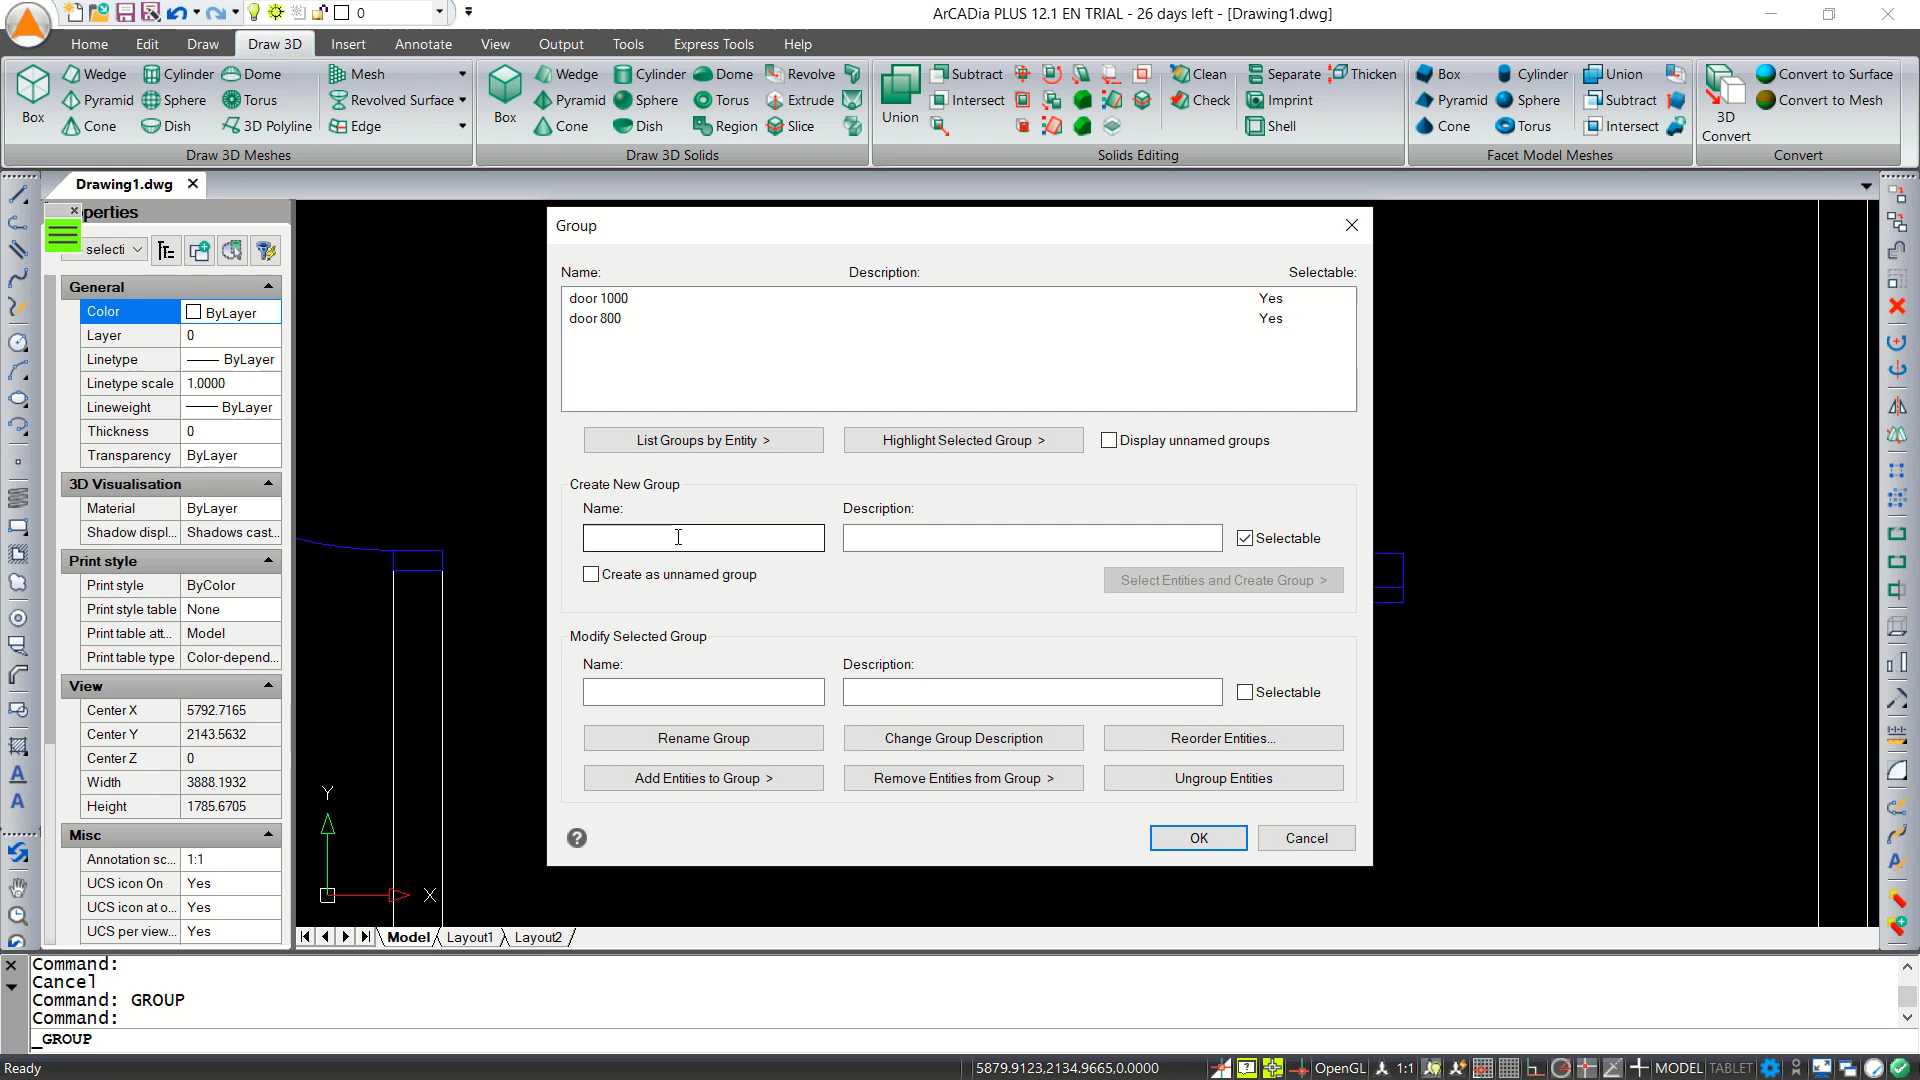 0
ArCADia PLUS 12.1 EN TRIAL - 26 days left - [Drawing1.dwg]
Home Edit Draw Draw 3D Insert Annotate View Output Tools Express Tools Help
Box
Wedge Cylinder Dome
Pyramid Sphere Torus
Cone Dish 3D Polyline
Mesh
Revolved Surface
Edge
Draw 3D Meshes
Box
Wedge Cylinder Dome Revolve
Pyramid Sphere Torus Extrude
Cone Dish Region Slice
Draw 3D Solids
Union
Subtract
Intersect
Clean
Check
Separate Thicken
Imprint
Shell
Solids Editing
Box Cylinder Union
Pyramid Sphere Subtract
Cone Torus Intersect
Facet Model Meshes
3D
Convert
Convert to Surface
Convert to Mesh
Convert
Drawing1.dwg
perties
selecti
General
Color ByLayer
Layer 0
Linetype ByLayer
Linetype scale 1.0000
Lineweight ByLayer
Thickness 0
Transparency ByLayer
3D Visualisation
Material ByLayer
Shadow displ... Shadows cast...
Print style
Print style ByColor
Print style table None
Print table att... Model
Print table type Color-depend...
View
Center X 5792.7165
Center Y 2143.5632
Center Z 0
Width 3888.1932
Height 1785.6705
Misc
Annotation sc... 1:1
UCS icon On Yes
UCS icon at o... Yes
UCS per view... Yes
Group
Name: Description: Selectable:
door 1000 Yes
door 800 Yes
List Groups by Entity > Highlight Selected Group > Display unnamed groups
Create New Group
Name: Description:
Selectable
Create as unnamed group Select Entities and Create Group >
Modify Selected Group
Name: Description:
Selectable
Rename Group Change Group Description Reorder Entities...
Add Entities to Group > Remove Entities from Group > Ungroup Entities
OK Cancel
Y
X
Model Layout1 Layout2
Command:
Cancel
Command: GROUP
Command:
_GROUP
Ready 5879.9123,2134.9665,0.0000 OpenGL 1:1 MODEL TABLET